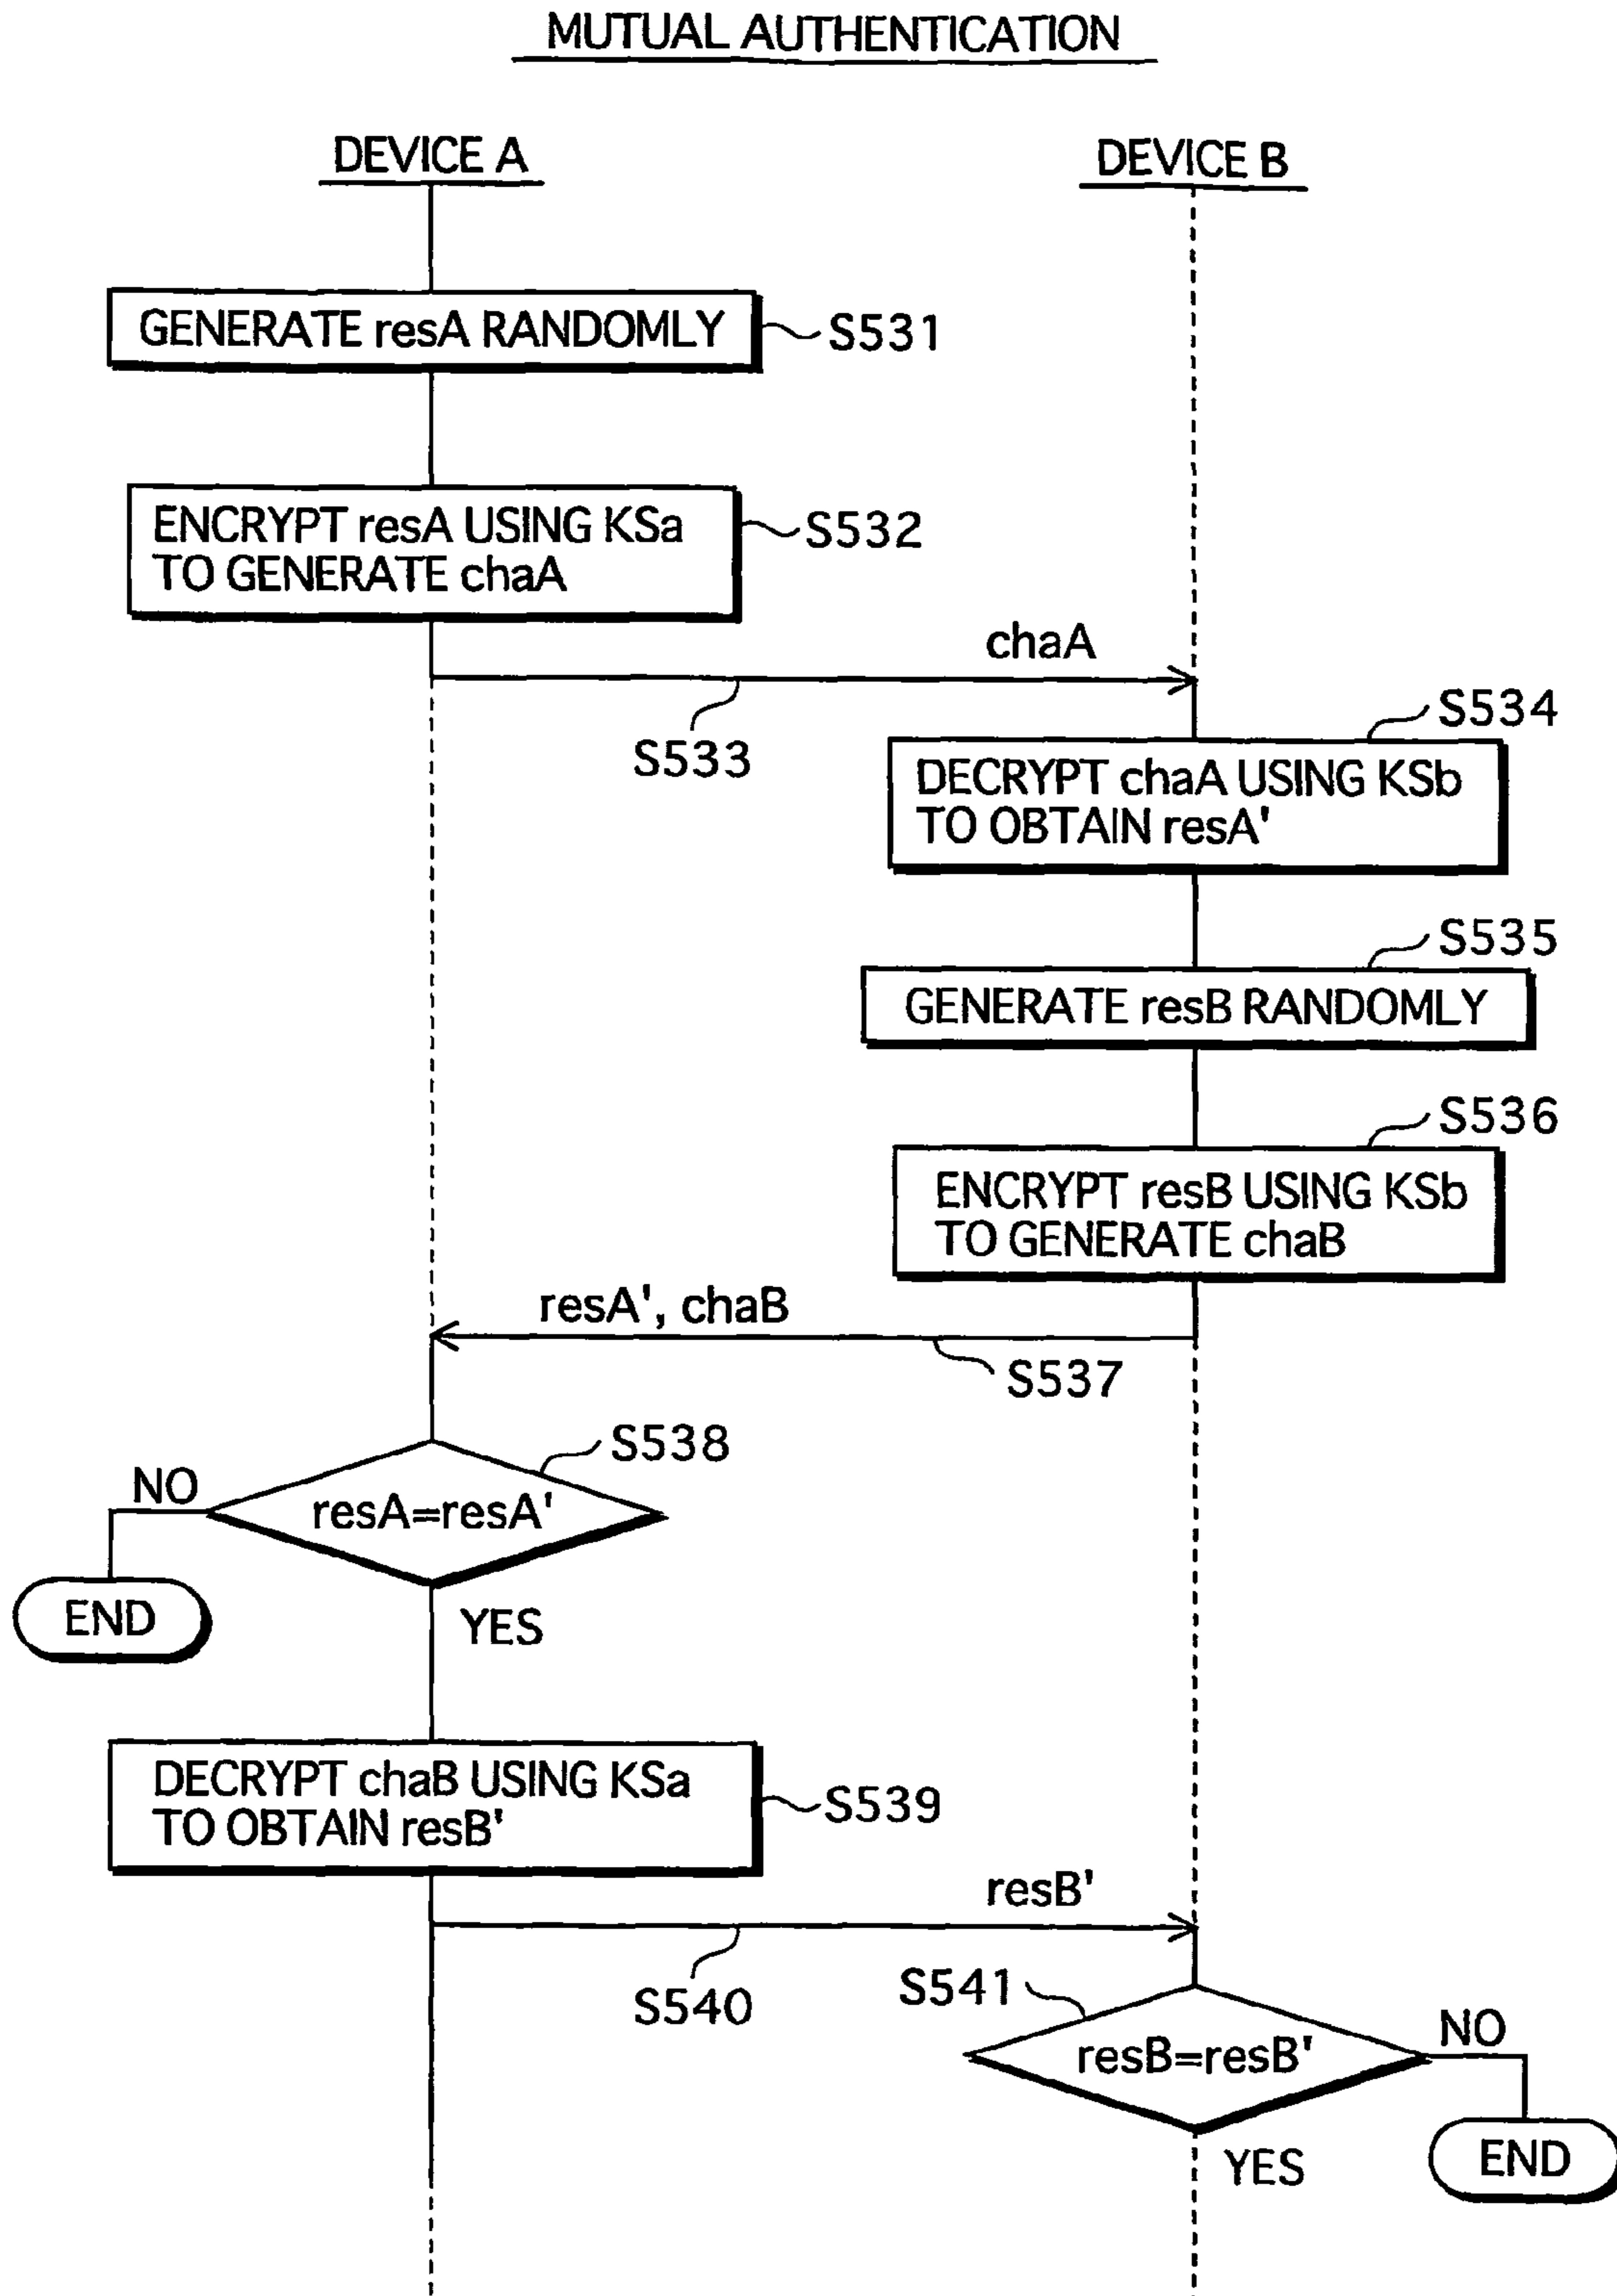 MUTUAL AUTHENTICATION
DEVICE A
DEVICE B
GENERATE resA RANDOMLY
S531
ENCRYPT resA USING KSa
TO GENERATE chaA
S532
chaA
S533
S534
DECRYPT chaA USING KSb
TO OBTAIN resA'
S535
GENERATE resB RANDOMLY
S536
ENCRYPT resB USING KSb
TO GENERATE chaB
resA', chaB
S537
S538
NO
resA=resA'
END
YES
DECRYPT chaB USING KSa
TO OBTAIN resB'
S539
resB'
S540
S541
NO
resB=resB'
YES
END